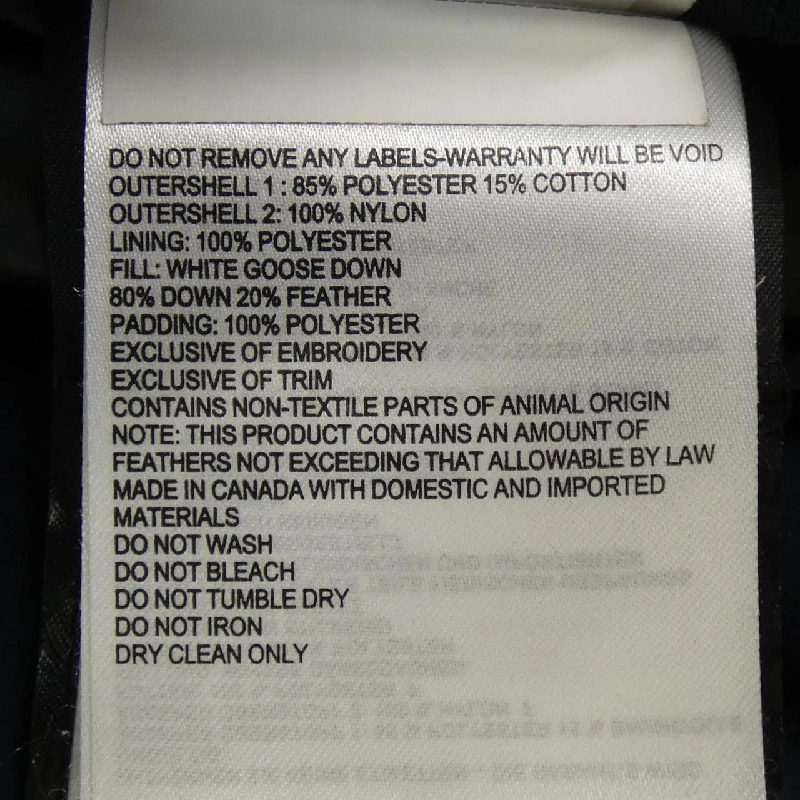 DO NOT REMOVE ANY LABELS-WARRANTY WILL BE VOID
OUTERSHELL 1 : 85% POLYESTER 15% COTTON
OUTERSHELL 2: 100% NYLON
LINING: 100% POLYESTER
FILL: WHITE GOOSE DOWN
80% DOWN 20% FEATHER
PADDING: 100% POLYESTER
EXCLUSIVE OF EMBROIDERY
EXCLUSIVE OF TRIM
CONTAINS NON-TEXTILE PARTS OF ANIMAL ORIGIN
NOTE: THIS PRODUCT CONTAINS AN AMOUNT OF
FEATHERS NOT EXCEEDING THAT ALLOWABLE BY LAW
MADE IN CANADA WITH DOMESTIC AND IMPORTED
MATERIALS
DO NOT WASH
DO NOT BLEACH
DO NOT TUMBLE DRY
DO NOT IRON
DRY CLEAN ONLY